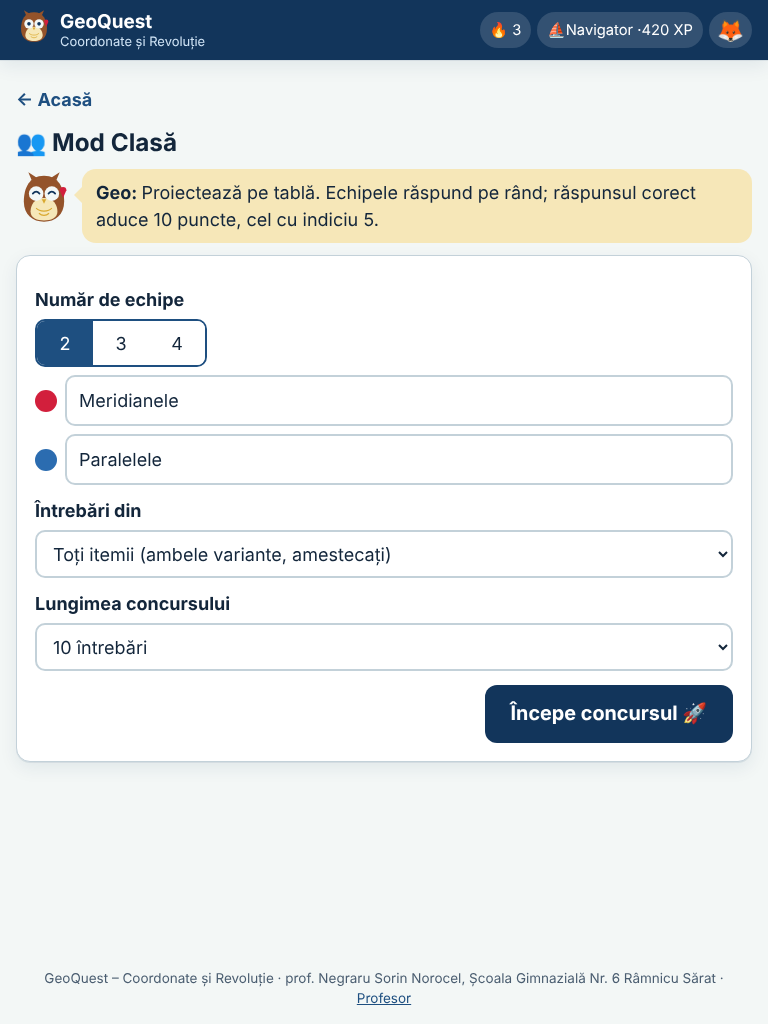 GeoQuest
Coordonate și Revoluție
🔥 3
⛵Navigator ·420 XP
← Acasă
👥 Mod Clasă
Geo: Proiectează pe tablă. Echipele răspund pe rând; răspunsul corect
aduce 10 puncte, cel cu indiciu 5.
Număr de echipe
2 3 4
Meridianele
Paralelele
Întrebări din
Toți itemii (ambele variante, amestecați)
Lungimea concursului
10 întrebări
Începe concursul 🚀
GeoQuest – Coordonate și Revoluție · prof. Negraru Sorin Norocel, Școala Gimnazială Nr. 6 Râmnicu Sărat ·
Profesor